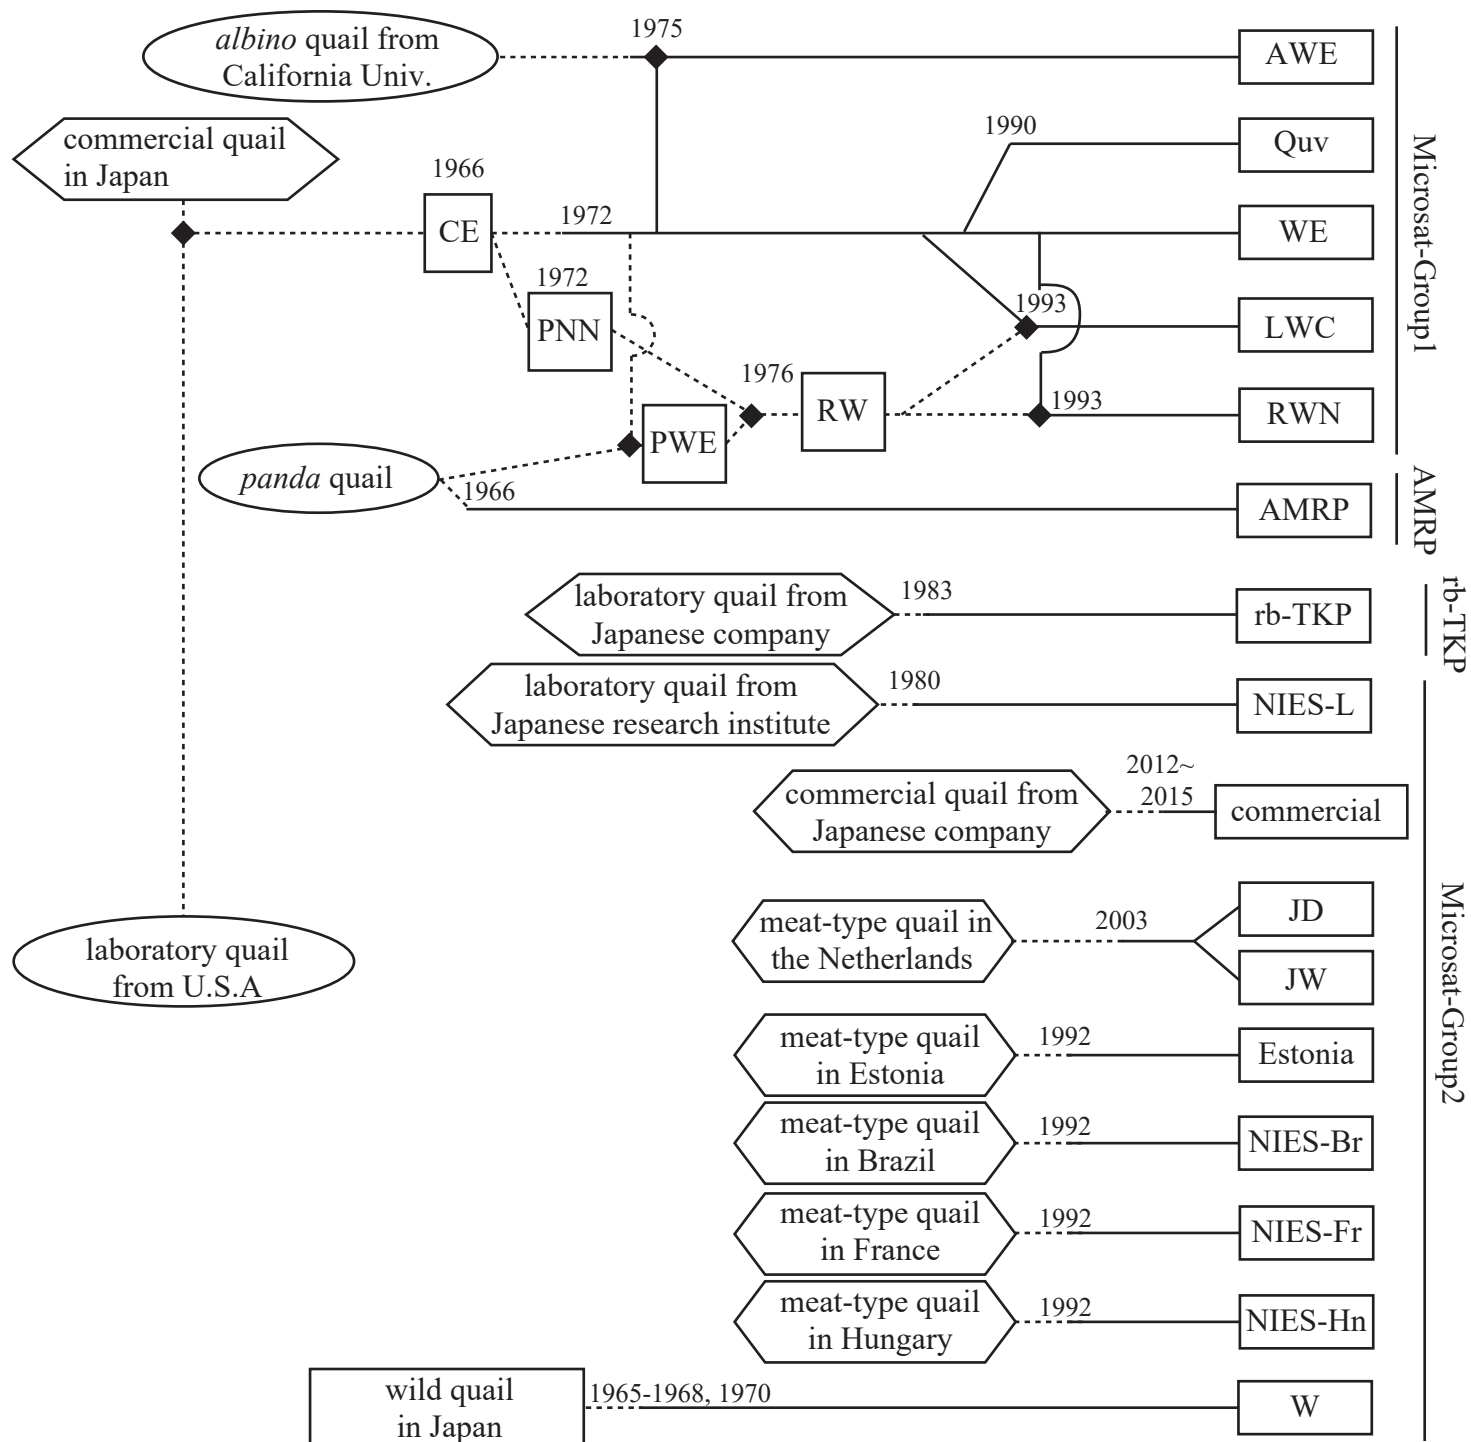 albino quail from
California Univ.
1975
AWE
commercial quail
in Japan
1990
Quv
1966
CE
1972
WE
1972
PNN
1993
LWC
1976
RW
1993
RWN
PWE
panda quail
1966
AMRP
Microsat-Group1
AMRP
laboratory quail from
Japanese company
1983
rb-TKP
rb-TKP
laboratory quail from
Japanese research institute
1980
NIES-L
commercial quail from
Japanese company
2012~
2015
commercial
laboratory quail
from U.S.A
meat-type quail in
the Netherlands
2003
JD
JW
meat-type quail
in Estonia
1992
Estonia
meat-type quail
in Brazil
1992
NIES-Br
meat-type quail
in France
1992
NIES-Fr
meat-type quail
in Hungary
1992
NIES-Hn
wild quail
in Japan
1965-1968, 1970
W
Microsat-Group2